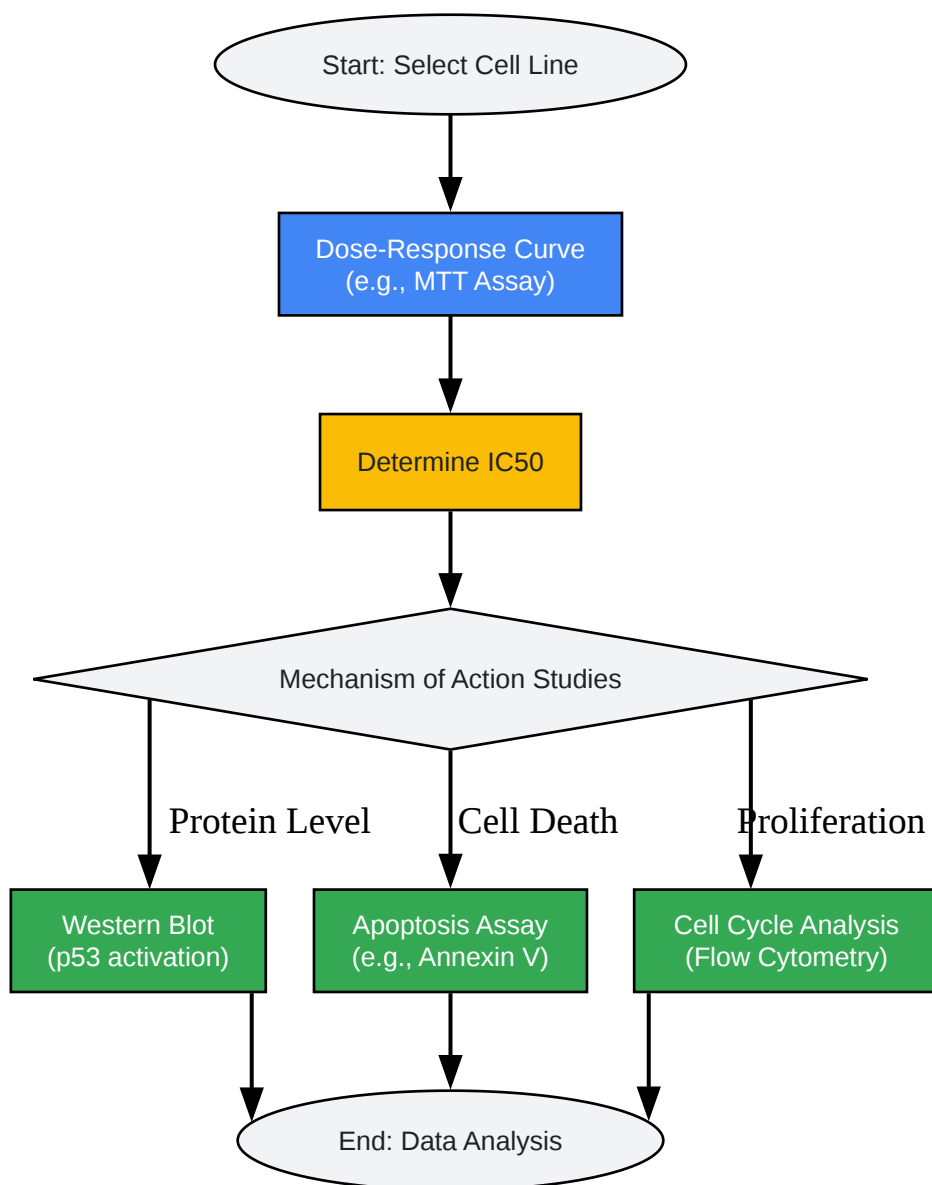 Start: Select Cell Line
Dose-Response Curve
(e.g., MTT Assay)
Determine IC50
Mechanism of Action Studies
Protein Level
Cell Death
Proliferation
Western Blot
(p53 activation)
Apoptosis Assay
(e.g., Annexin V)
Cell Cycle Analysis
(Flow Cytometry)
End: Data Analysis